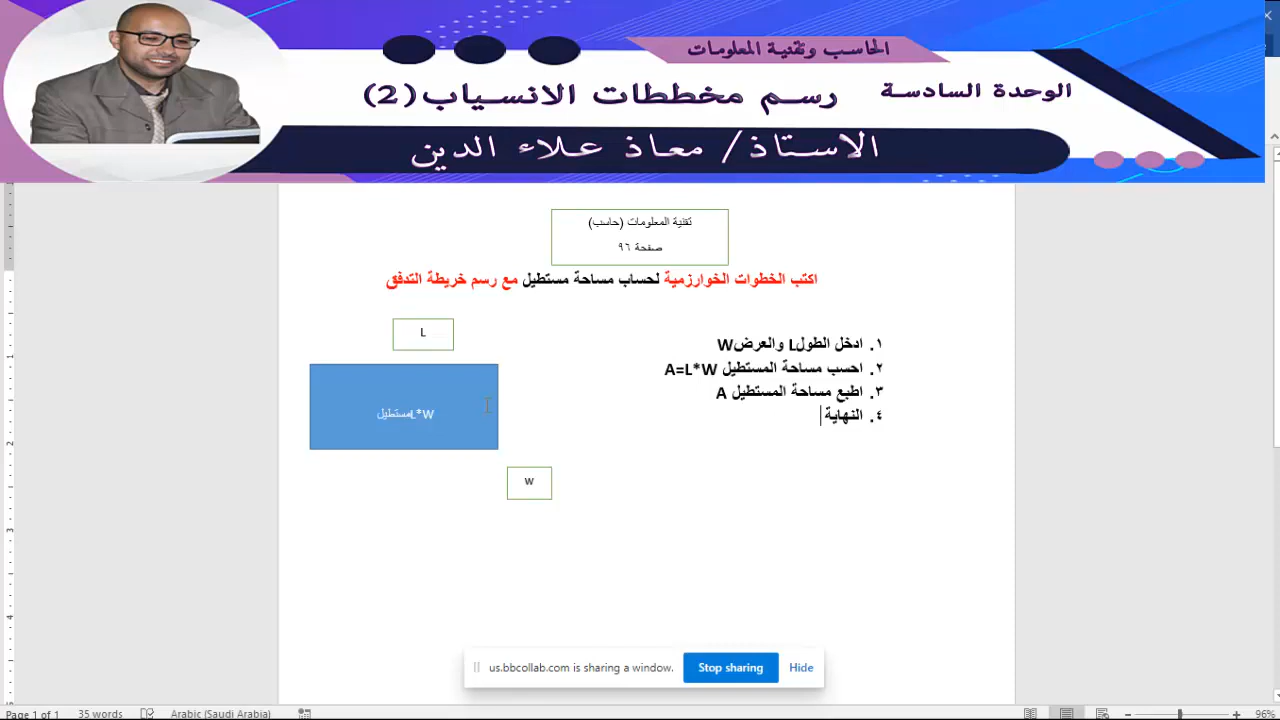 الحاسب وتقنية المعلومات
الوحدة السادسة
رسم مخططات الانسياب(2)
الاستاذ/ معاذ علاء الدين
تقنية المعلومات (حاسب)
صفحة ٩٦
اكتب الخطوات الخوارزمية لحساب مساحة مستطيل مع رسم خريطة التدفق
L
١. ادخل الطولL والعرضW
٢. احسب مساحة المستطيل A=L*W
٣. اطبع مساحة المستطيل A
٤. النهاية
مستطيلL*W
W
us.bbcollab.com is sharing a window.
Stop sharing
Hide
Page 1 of 1
35 words
Arabic (Saudi Arabia)
96%